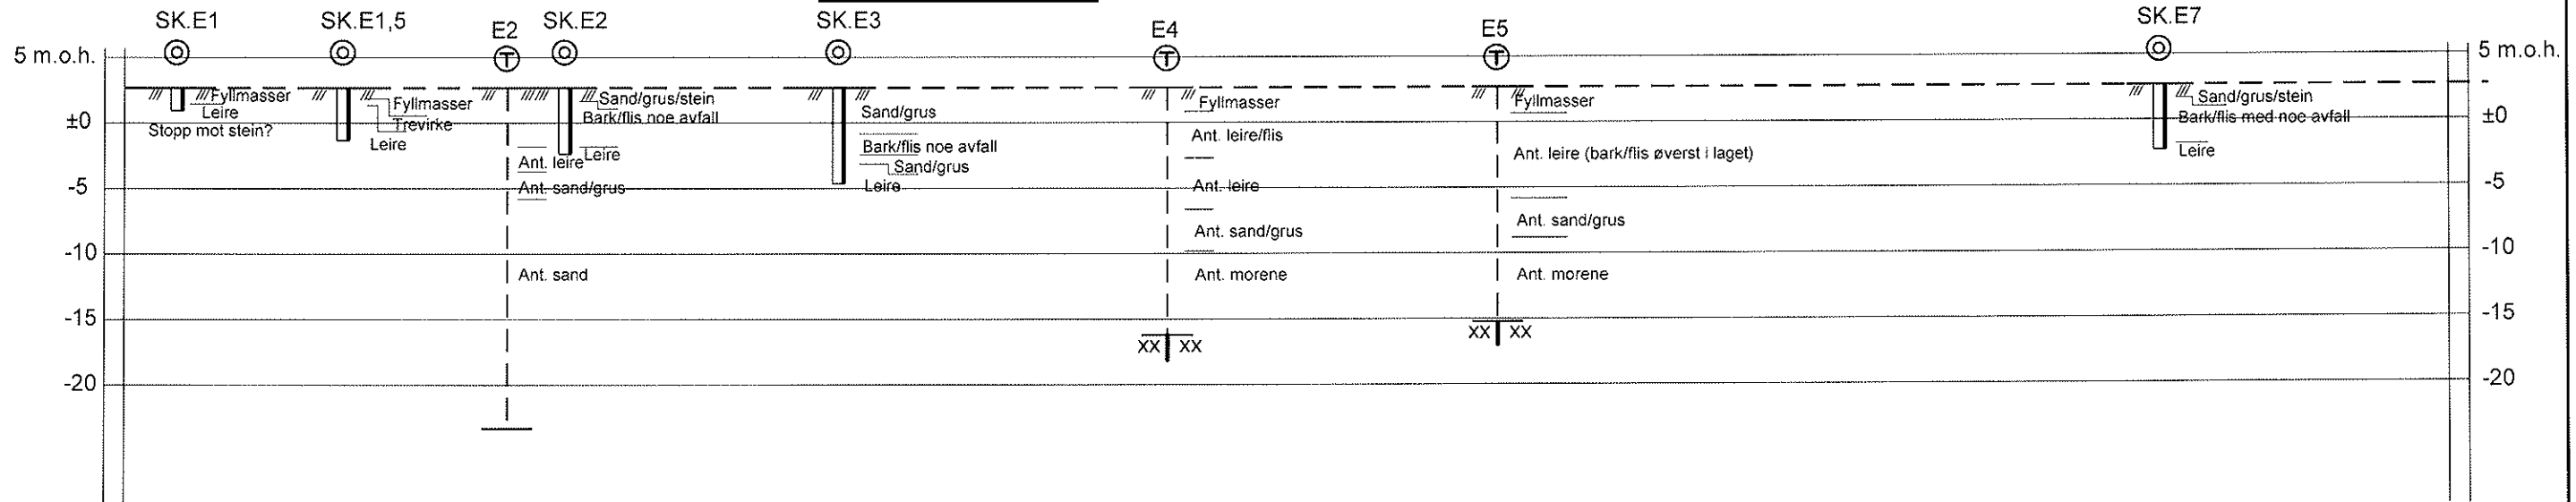 SK.E1
SK.E1,5
E2
SK.E2
SK.E3
E4
E5
SK.E7
5 m.o.h.
5 m.o.h.
Fyllmasser
Leire
Stopp mot stein?
Fyllmasser
Trevirke
Leire
Sand/grus/stein
Bark/flis noe avfall
Leire
Ant. leire
Ant. sand/grus
Ant. sand
Sand/grus
Bark/flis noe avfall
Sand/grus
Leire
Fyllmasser
Ant. leire/flis
Ant. leire
Ant. sand/grus
Ant. morene
XX XX
Fyllmasser
Ant. leire (bark/flis øverst i laget)
Ant. sand/grus
Ant. morene
XX XX
Sand/grus/stein
Bark/flis med noe avfall
Leire
±0
-5
-10
-15
-20
±0
-5
-10
-15
-20